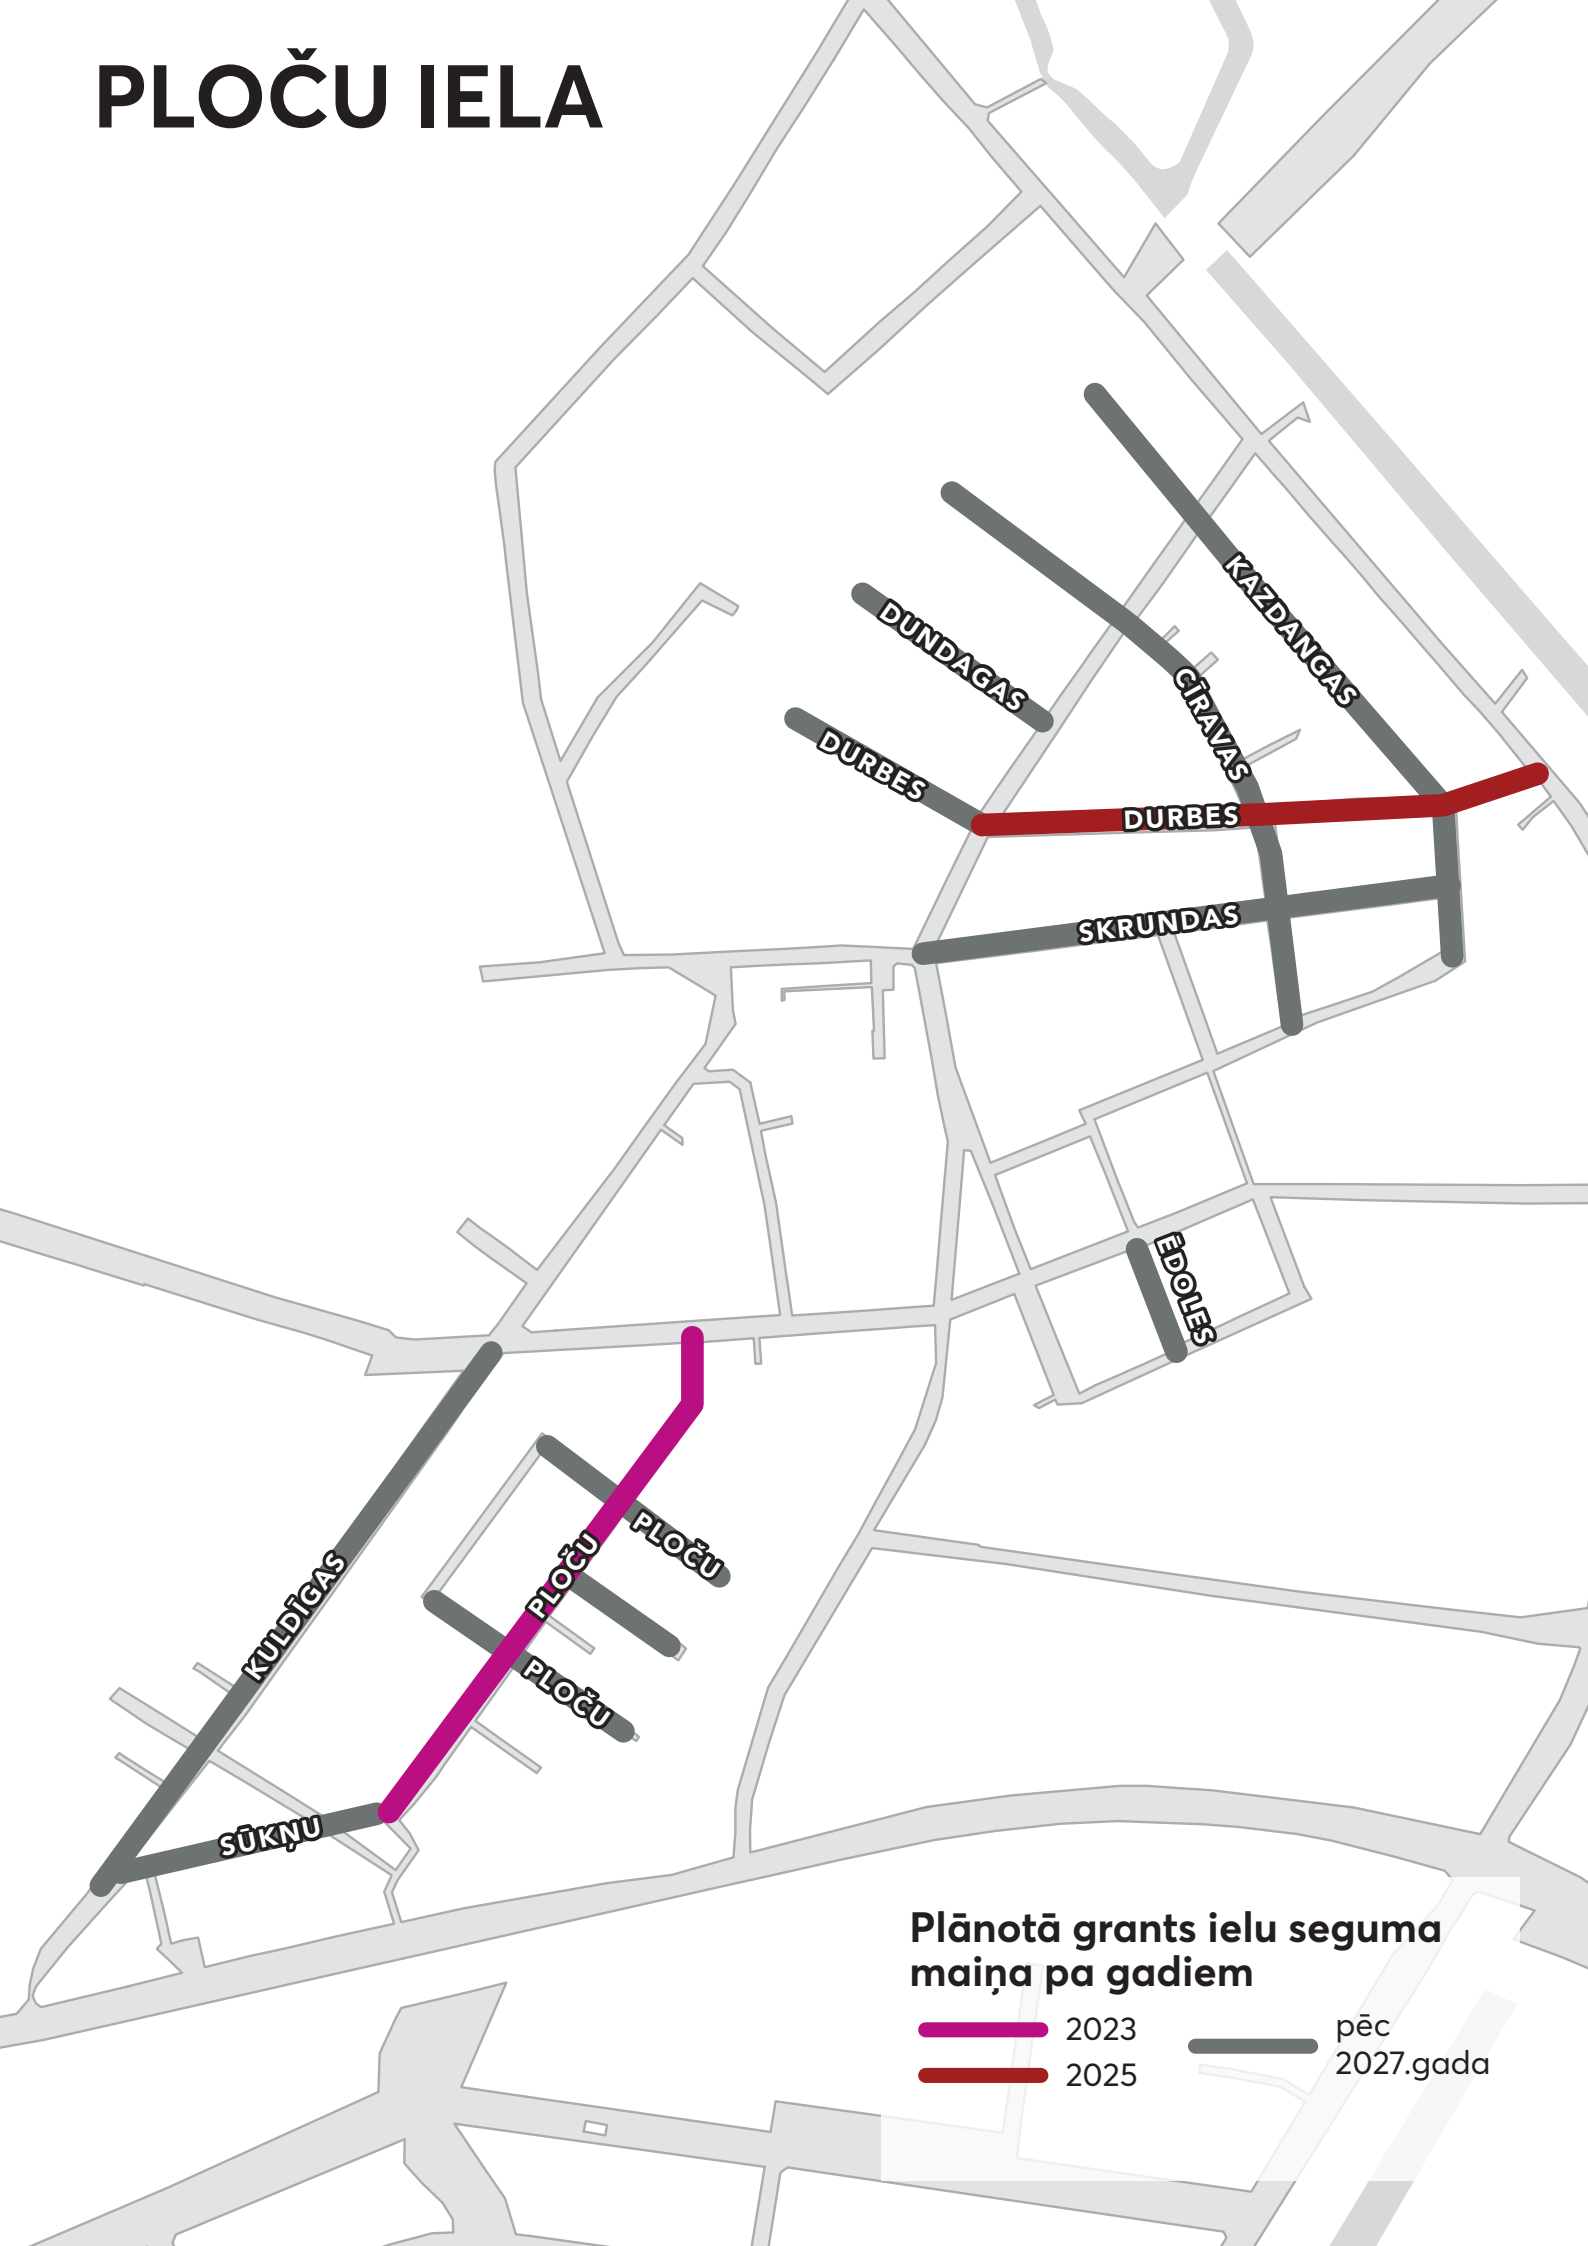 PLOČU IELA
KAZDANGAS
DUNDAGAS
CĪRAVAS
DURBES
DURBES
SKRUNDAS
ĒDOLES
PLOČU
PLOČU
KULDĪGAS
PLOČU
SŪKŅU
Plānotā grants ielu seguma
maiņa pa gadiem
2023
2025
pēc
2027.gada